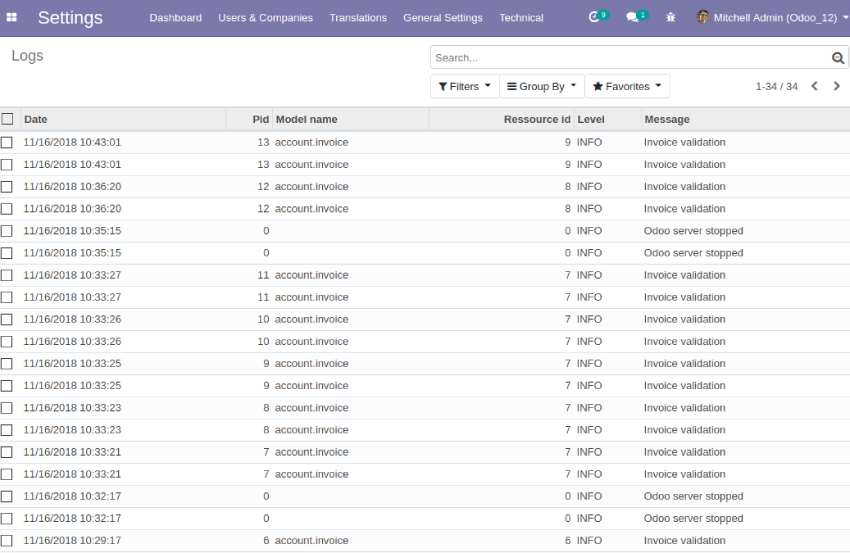 Settings Dashboard Users & Companies Translations General Settings Technical 9 1 Mitchell Admin (Odoo_12)
Logs Search...
Filters Group By Favorites 1-34 / 34
Date Pid Model name Ressource id Level Message
11/16/2018 10:43:01 13 account.invoice 9 INFO Invoice validation
11/16/2018 10:43:01 13 account.invoice 9 INFO Invoice validation
11/16/2018 10:36:20 12 account.invoice 8 INFO Invoice validation
11/16/2018 10:36:20 12 account.invoice 8 INFO Invoice validation
11/16/2018 10:35:15 0 0 INFO Odoo server stopped
11/16/2018 10:35:15 0 0 INFO Odoo server stopped
11/16/2018 10:33:27 11 account.invoice 7 INFO Invoice validation
11/16/2018 10:33:27 11 account.invoice 7 INFO Invoice validation
11/16/2018 10:33:26 10 account.invoice 7 INFO Invoice validation
11/16/2018 10:33:26 10 account.invoice 7 INFO Invoice validation
11/16/2018 10:33:25 9 account.invoice 7 INFO Invoice validation
11/16/2018 10:33:25 9 account.invoice 7 INFO Invoice validation
11/16/2018 10:33:23 8 account.invoice 7 INFO Invoice validation
11/16/2018 10:33:23 8 account.invoice 7 INFO Invoice validation
11/16/2018 10:33:21 7 account.invoice 7 INFO Invoice validation
11/16/2018 10:33:21 7 account.invoice 7 INFO Invoice validation
11/16/2018 10:32:17 0 0 INFO Odoo server stopped
11/16/2018 10:32:17 0 0 INFO Odoo server stopped
11/16/2018 10:29:17 6 account.invoice 6 INFO Invoice validation